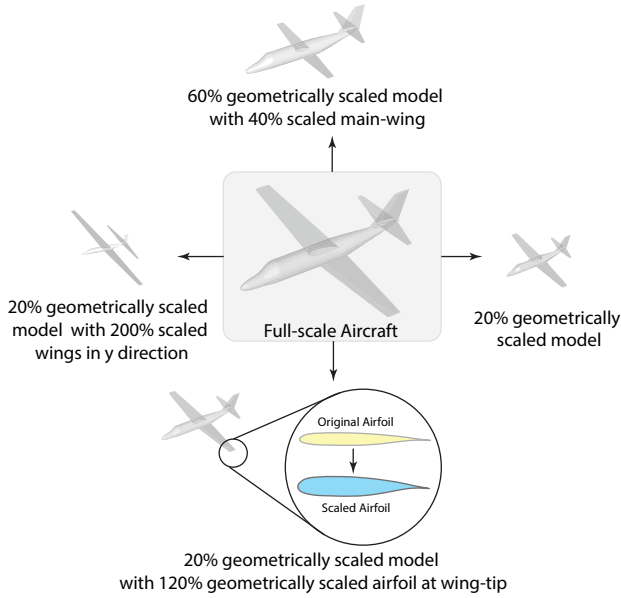 60% geometrically scaled model
with 40% scaled main-wing
20% geometrically scaled
model with 200% scaled
wings in y direction
Full-scale Aircraft
20% geometrically
scaled model
Original Airfoil
Scaled Airfoil
20% geometrically scaled model
with 120% geometrically scaled airfoil at wing-tip